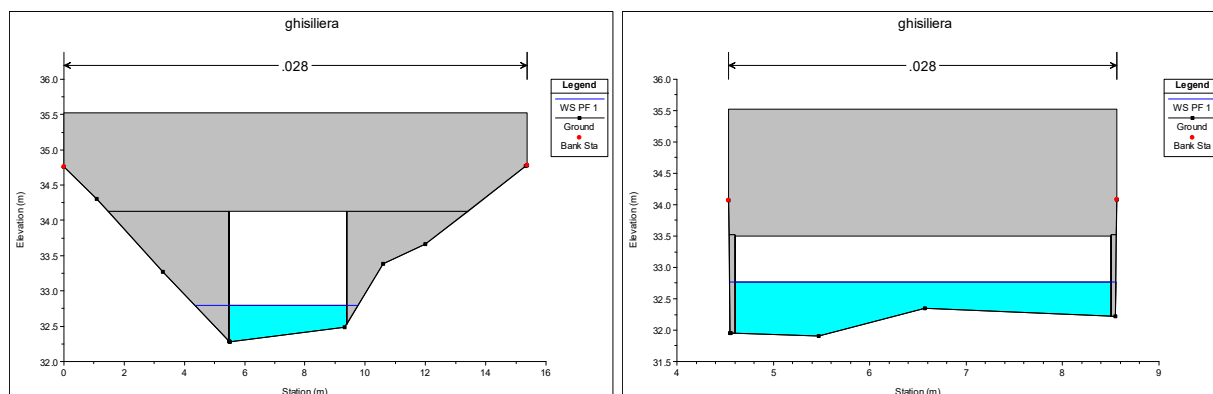 ghisiliera
.028
Elevation (m)
36.0
35.5
35.0
34.5
34.0
33.5
33.0
32.5
32.0
0
2
4
6
8
10
12
14
16
Station (m)
Legend
WS PF 1
Ground
Bank Sta
ghisiliera
.028
Elevation (m)
36.0
35.5
35.0
34.5
34.0
33.5
33.0
32.5
32.0
31.5
4
5
6
7
8
9
Station (m)
Legend
WS PF 1
Ground
Bank Sta